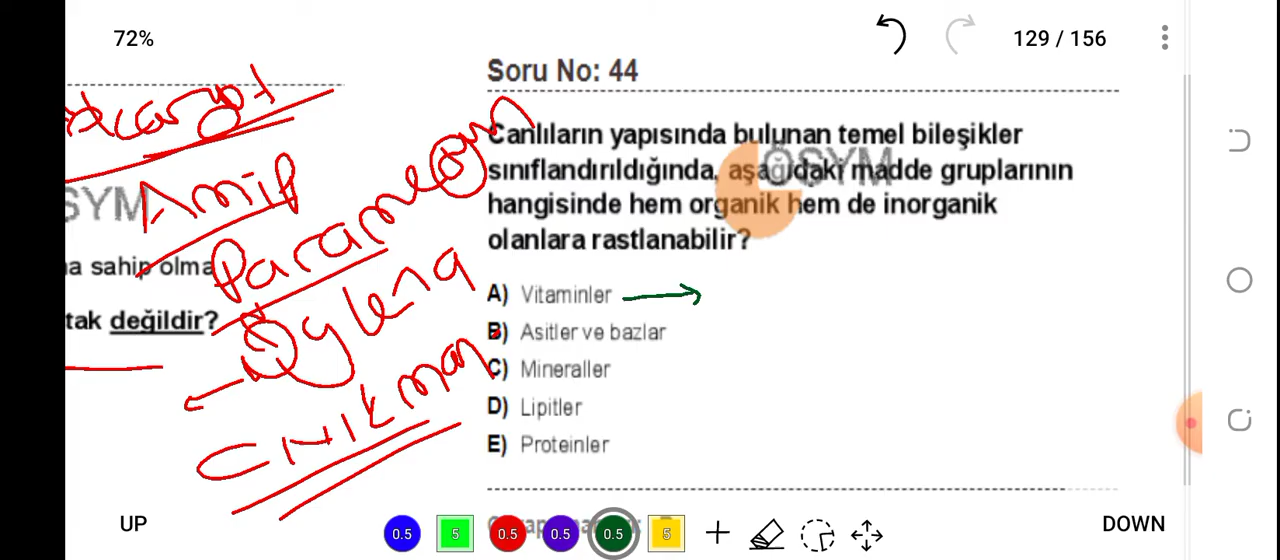 72%
129 / 156
Soru No: 44
Canlıların yapısında bulunan temel bileşikler
sınıflandırıldığında, aşağıdaki madde gruplarının
hangisinde hem organik hem de inorganik
olanlara rastlanabilir?
ÖSYM
A) Vitaminler
B) Asitler ve bazlar
C) Mineraller
D) Lipitler
E) Proteinler
SYM
Amip
Paramesyum
Öglena
a sahip olma
tak değildir?
UP
0.5
5
0.5
0.5
0.5
5
DOWN